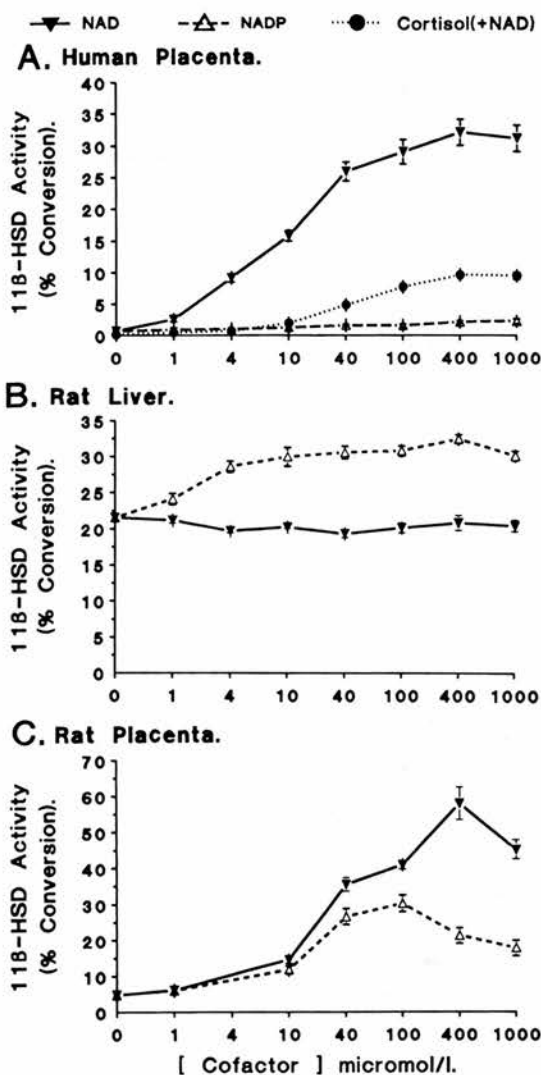 NAD NADP Cortisol(+NAD)
A. Human Placenta.
11ß-HSD Activity
(% Conversion).
40
35
30
25
20
15
10
5
0
0 1 4 10 40 100 400 1000
B. Rat Liver.
11ß-HSD Activity
(% Conversion).
35
30
25
20
15
10
5
0
0 1 4 10 40 100 400 1000
C. Rat Placenta.
11ß-HSD Activity
(% Conversion).
70
60
50
40
30
20
10
0
0 1 4 10 40 100 400 1000
[ Cofactor ] micromol/l.